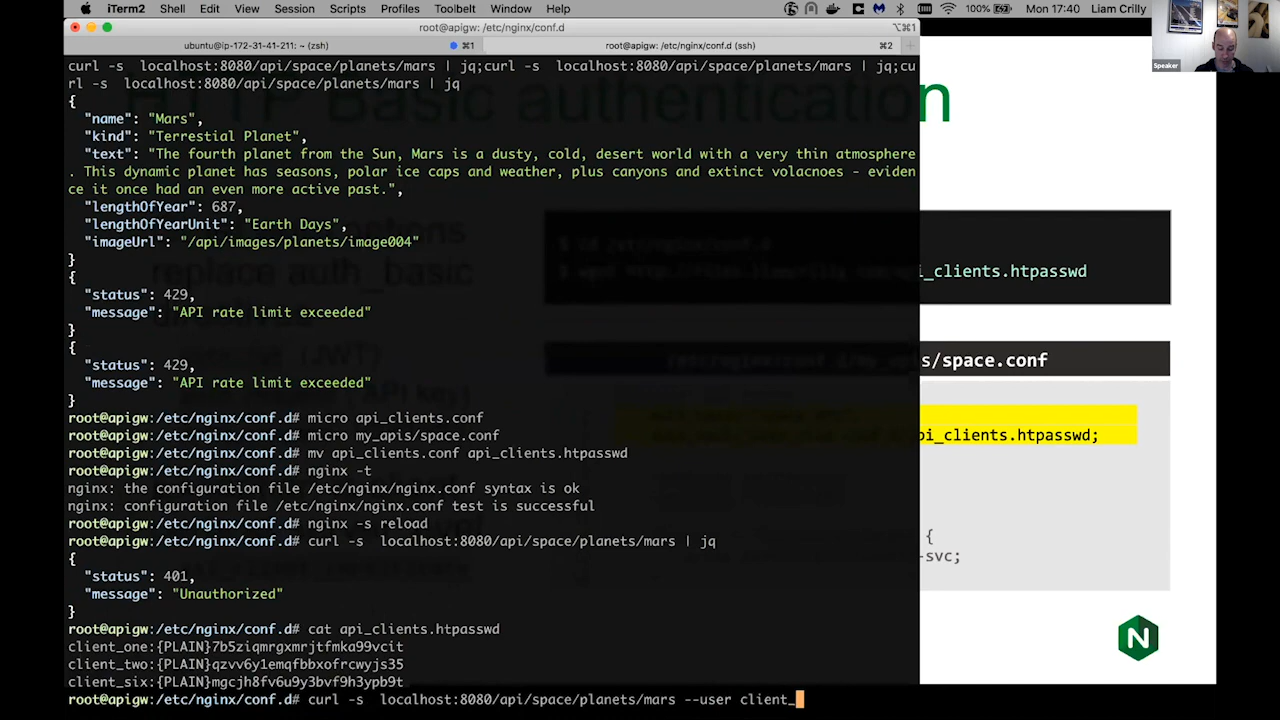 iTerm2 Shell Edit View Session Scripts Profiles Toolbelt Window Help 100% Mon 17:40 Liam Crilly
root@apigw: /etc/nginx/conf.d
⌥⌘1
ubuntu@ip-172-31-41-211: (zsh) ⌘1 root@apigw: /etc/nginx/conf.d (ssh) ⌘2
Speaker
curl -s localhost:8080/api/space/planets/mars | jq;curl -s localhost:8080/api/space/planets/mars | jq;cu
rl -s localhost:8080/api/space/planets/mars | jq
HTTP Basic authentication
{
"name": "Mars",
"kind": "Terrestial Planet",
"text": "The fourth planet from the Sun, Mars is a dusty, cold, desert world with a very thin atmosphere
. This dynamic planet has seasons, polar ice caps and weather, plus canyons and extinct volacnoes - eviden
ce it once had an even more active past.",
"lengthOfYear": 687,
"lengthOfYearUnit": "Earth Days",
"imageUrl": "/api/images/planets/image004"
}
{
"status": 429,
"message": "API rate limit exceeded"
}
{
"status": 429,
"message": "API rate limit exceeded"
}
root@apigw:/etc/nginx/conf.d# micro api_clients.conf
root@apigw:/etc/nginx/conf.d# micro my_apis/space.conf
root@apigw:/etc/nginx/conf.d# mv api_clients.conf api_clients.htpasswd
root@apigw:/etc/nginx/conf.d# nginx -t
nginx: the configuration file /etc/nginx/nginx.conf syntax is ok
nginx: configuration file /etc/nginx/nginx.conf test is successful
root@apigw:/etc/nginx/conf.d# nginx -s reload
root@apigw:/etc/nginx/conf.d# curl -s localhost:8080/api/space/planets/mars | jq
{
"status": 401,
"message": "Unauthorized"
}
root@apigw:/etc/nginx/conf.d# cat api_clients.htpasswd
client_one:{PLAIN}7b5ziqmrgxmrjtfmka99vcit
client_two:{PLAIN}qzvv6y1emqfbbxofrcwyjs35
client_six:{PLAIN}mgcjh8fv6u9y3bvf9h3ypb9t
root@apigw:/etc/nginx/conf.d# curl -s localhost:8080/api/space/planets/mars --user client_
replace auth_basic
_clients.htpasswd
s/space.conf
pi_clients.htpasswd;
{
-svc;
N